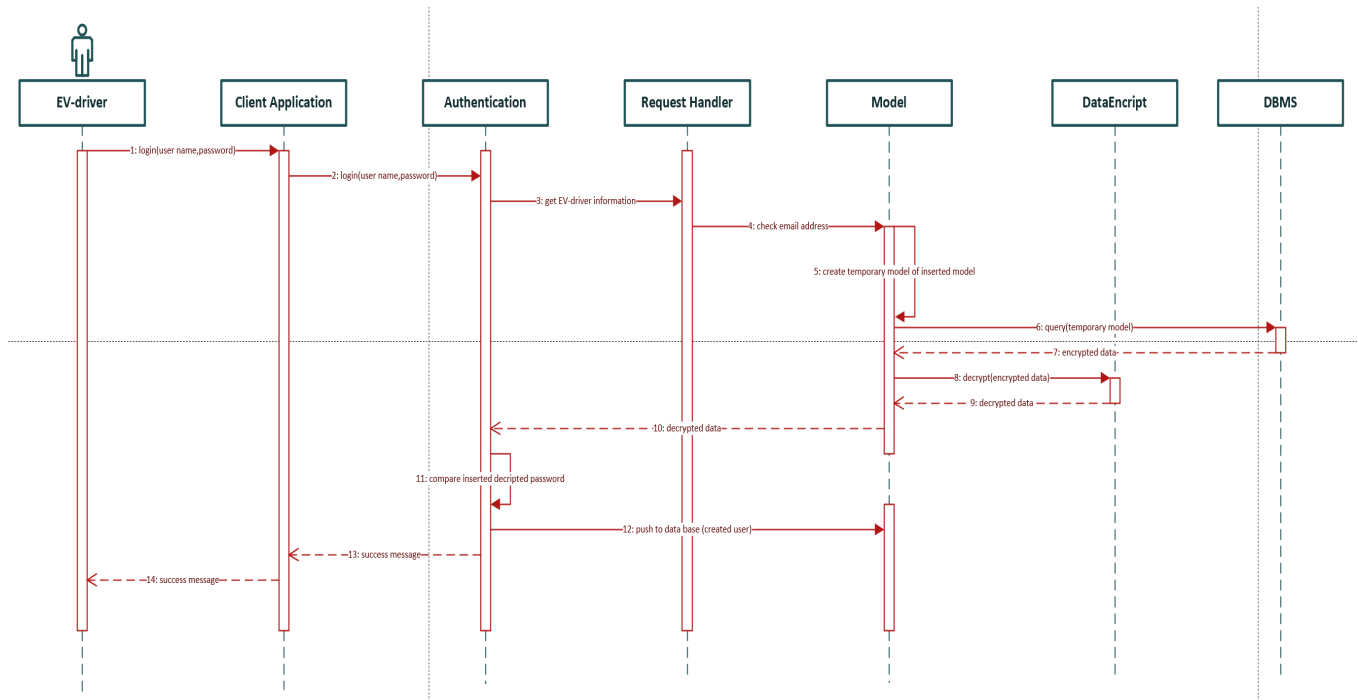 EV-driver
Client Application
Authentication
Request Handler
Model
DataEncript
DBMS
1: login(user name,password)
2: login(user name,password)
3: get EV-driver information
4: check email address
5: create temporary model of inserted model
6: query(temporary model)
7: encrypted data
8: decrypt(encrypted data)
9: decrypted data
10: decrypted data
11: compare inserted decripted password
12: push to data base (created user)
13: success message
14: success message